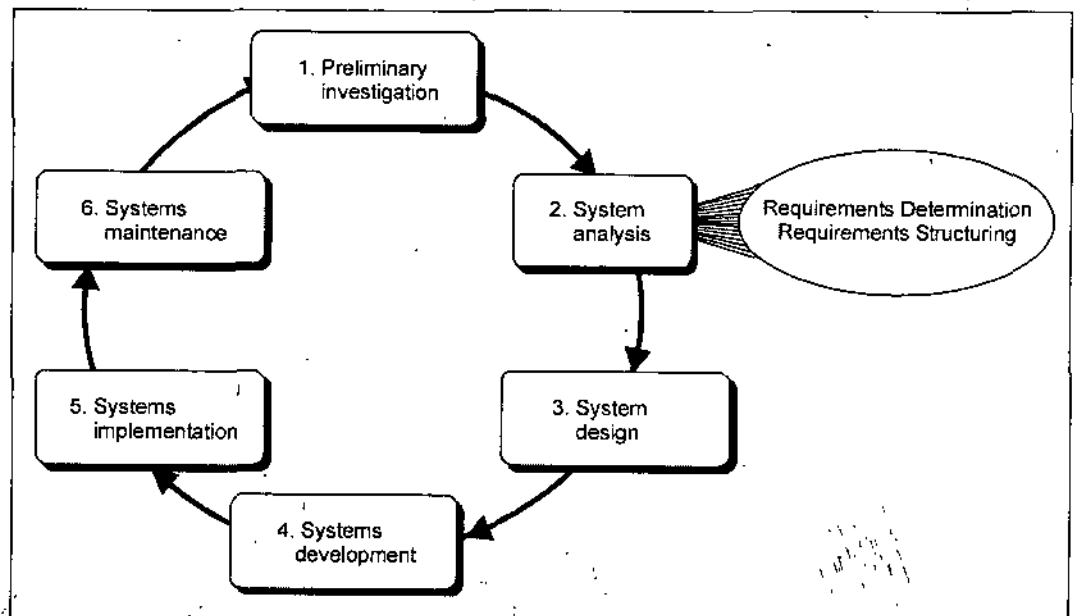 1. Preliminary
investigation
2. System
analysis
Requirements Determination
Requirements Structuring
3. System
design
4. Systems
development
5. Systems
implementation
6. Systems
maintenance